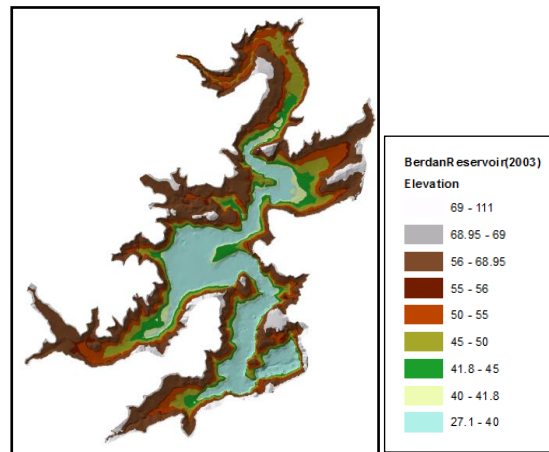 BerdanReservoir(2003)
Elevation
69 - 111
68.95 - 69
56 - 68.95
55 - 56
50 - 55
45 - 50
41.8 - 45
40 - 41.8
27.1 - 40